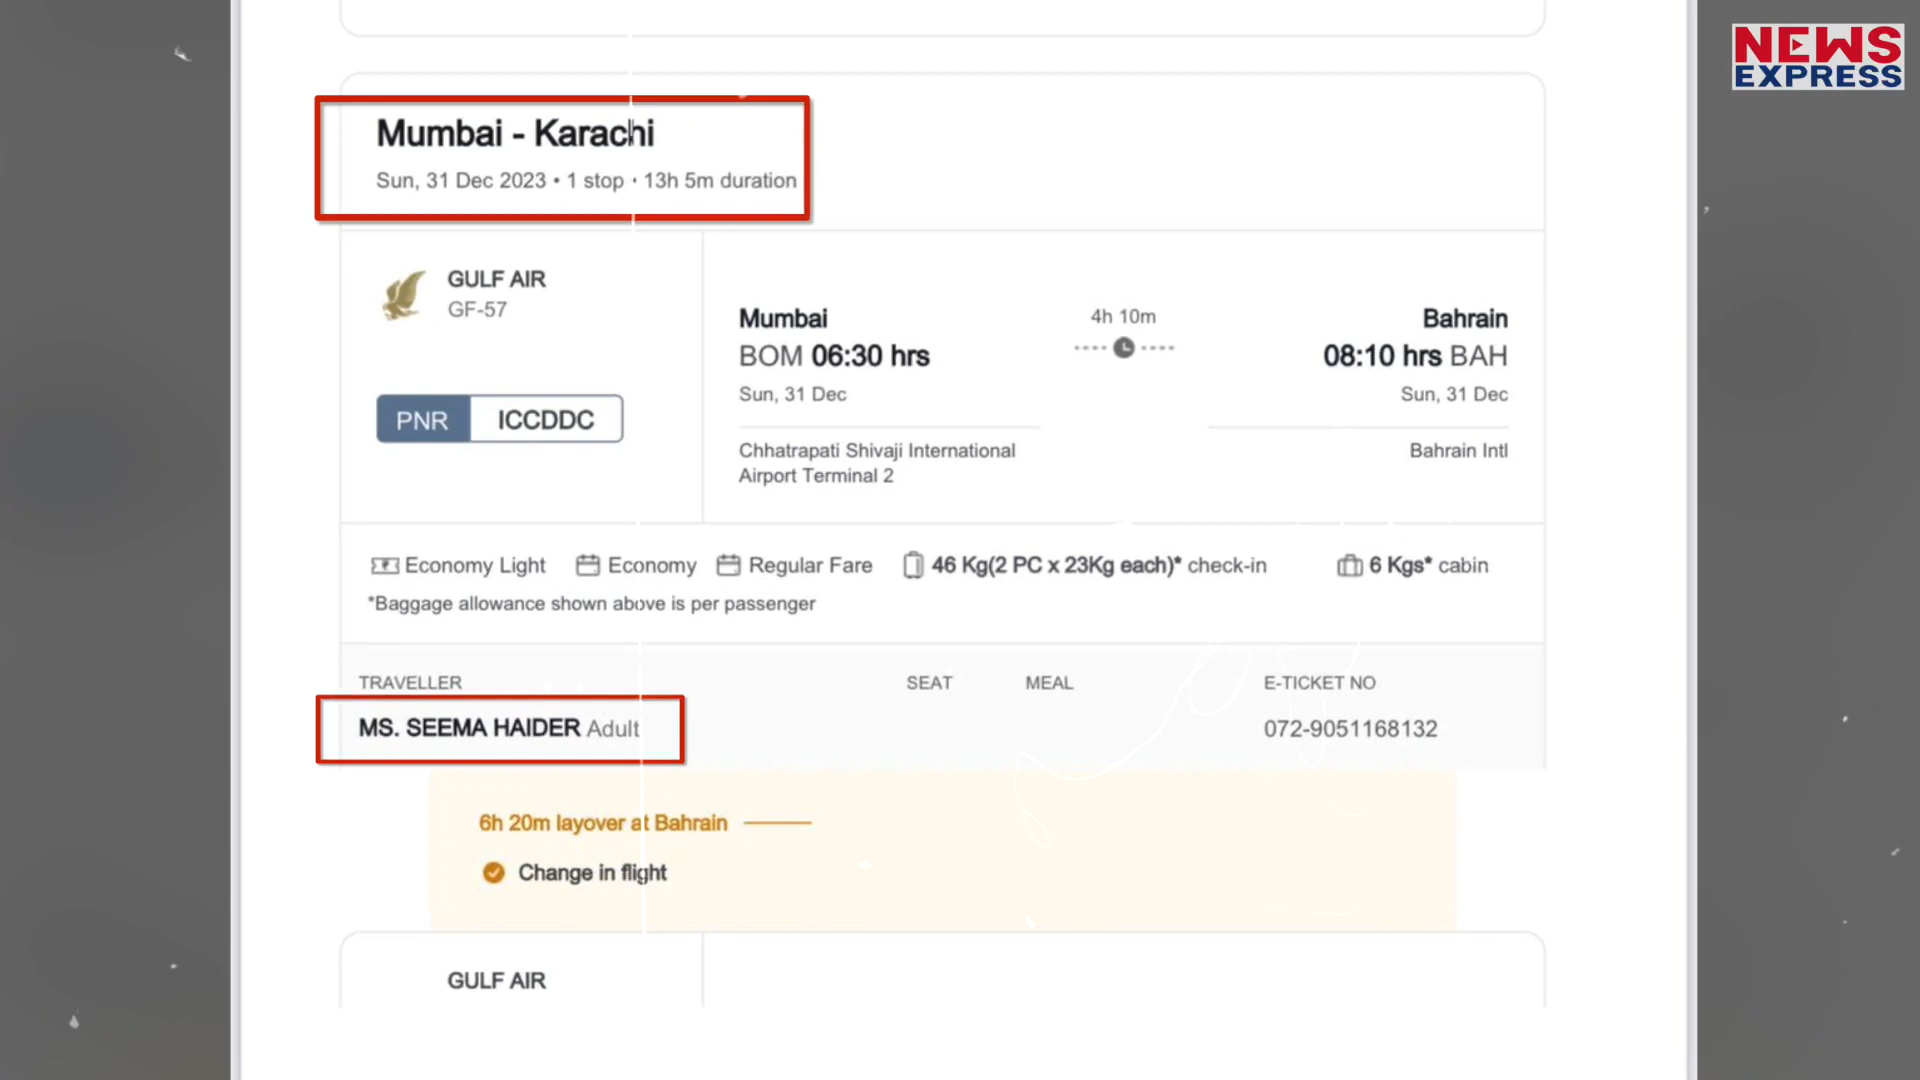 NEWS
EXPRESS
Mumbai - Karachi
Sun, 31 Dec 2023 • 1 stop • 13h 5m duration
GULF AIR
GF-57
PNR ICCDDC
Mumbai
BOM 06:30 hrs
Sun, 31 Dec
Chhatrapati Shivaji International
Airport Terminal 2
4h 10m
Bahrain
08:10 hrs BAH
Sun, 31 Dec
Bahrain Intl
Economy Light Economy Regular Fare 46 Kg(2 PC x 23Kg each)* check-in 6 Kgs* cabin
*Baggage allowance shown above is per passenger
TRAVELLER SEAT MEAL E-TICKET NO
MS. SEEMA HAIDER Adult 072-9051168132
6h 20m layover at Bahrain
Change in flight
GULF AIR